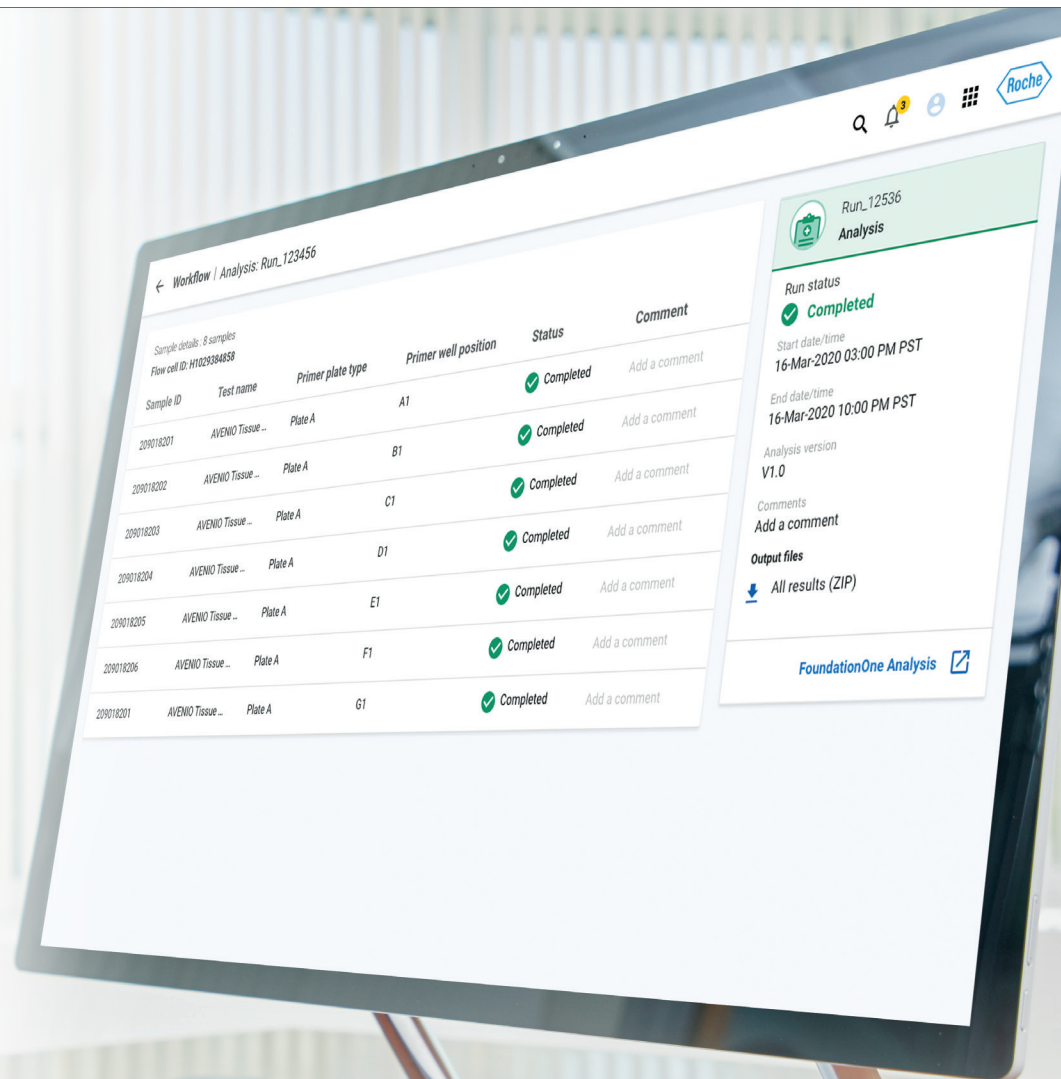 Roche
3
← Workflow | Analysis: Run_123456
Sample details : 8 samples
Flow cell ID: H1029384858
Sample ID Test name Primer plate type Primer well position Status Comment
209018201 AVENIO Tissue ... Plate A A1 Completed Add a comment
209018202 AVENIO Tissue ... Plate A B1 Completed Add a comment
209018203 AVENIO Tissue ... Plate A C1 Completed Add a comment
209018204 AVENIO Tissue ... Plate A D1 Completed Add a comment
209018205 AVENIO Tissue ... Plate A E1 Completed Add a comment
209018206 AVENIO Tissue ... Plate A F1 Completed Add a comment
209018201 AVENIO Tissue ... Plate A G1 Completed Add a comment
Run_12536
Analysis
Run status
Completed
Start date/time
16-Mar-2020 03:00 PM PST
End date/time
16-Mar-2020 10:00 PM PST
Analysis version
V1.0
Comments
Add a comment
Output files
All results (ZIP)
FoundationOne Analysis